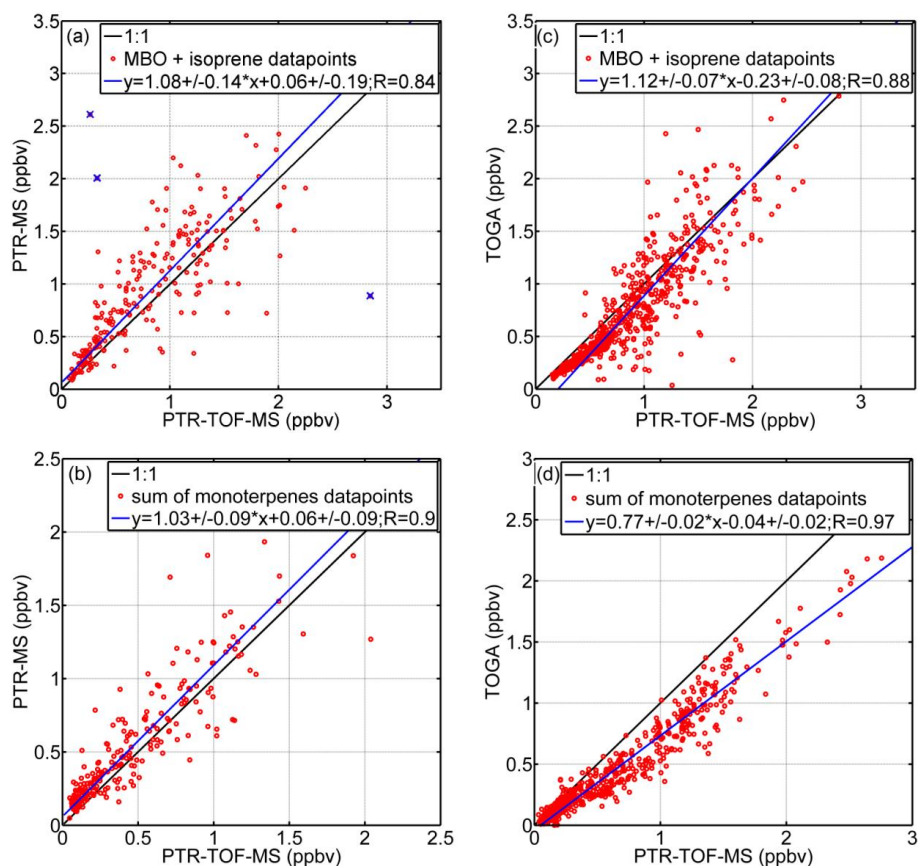 (a)
1:1
MBO + isoprene datapoints
y=1.08+/-0.14*x+0.06+/-0.19;R=0.84
3.5
3
2.5
2
1.5
1
0.5
0
PTR-MS (ppbv)
0 1 2 3
PTR-TOF-MS (ppbv)
(c)
1:1
MBO + isoprene datapoints
y=1.12+/-0.07*x-0.23+/-0.08;R=0.88
3.5
3
2.5
2
1.5
1
0.5
0
TOGA (ppbv)
0 1 2 3
PTR-TOF-MS (ppbv)
(b)
1:1
sum of monoterpenes datapoints
y=1.03+/-0.09*x+0.06+/-0.09;R=0.9
2.5
2
1.5
1
0.5
0
PTR-MS (ppbv)
0 0.5 1 1.5 2 2.5
PTR-TOF-MS (ppbv)
(d)
1:1
sum of monoterpenes datapoints
y=0.77+/-0.02*x-0.04+/-0.02;R=0.97
3
2.5
2
1.5
1
0.5
0
TOGA (ppbv)
0 1 2 3
PTR-TOF-MS (ppbv)